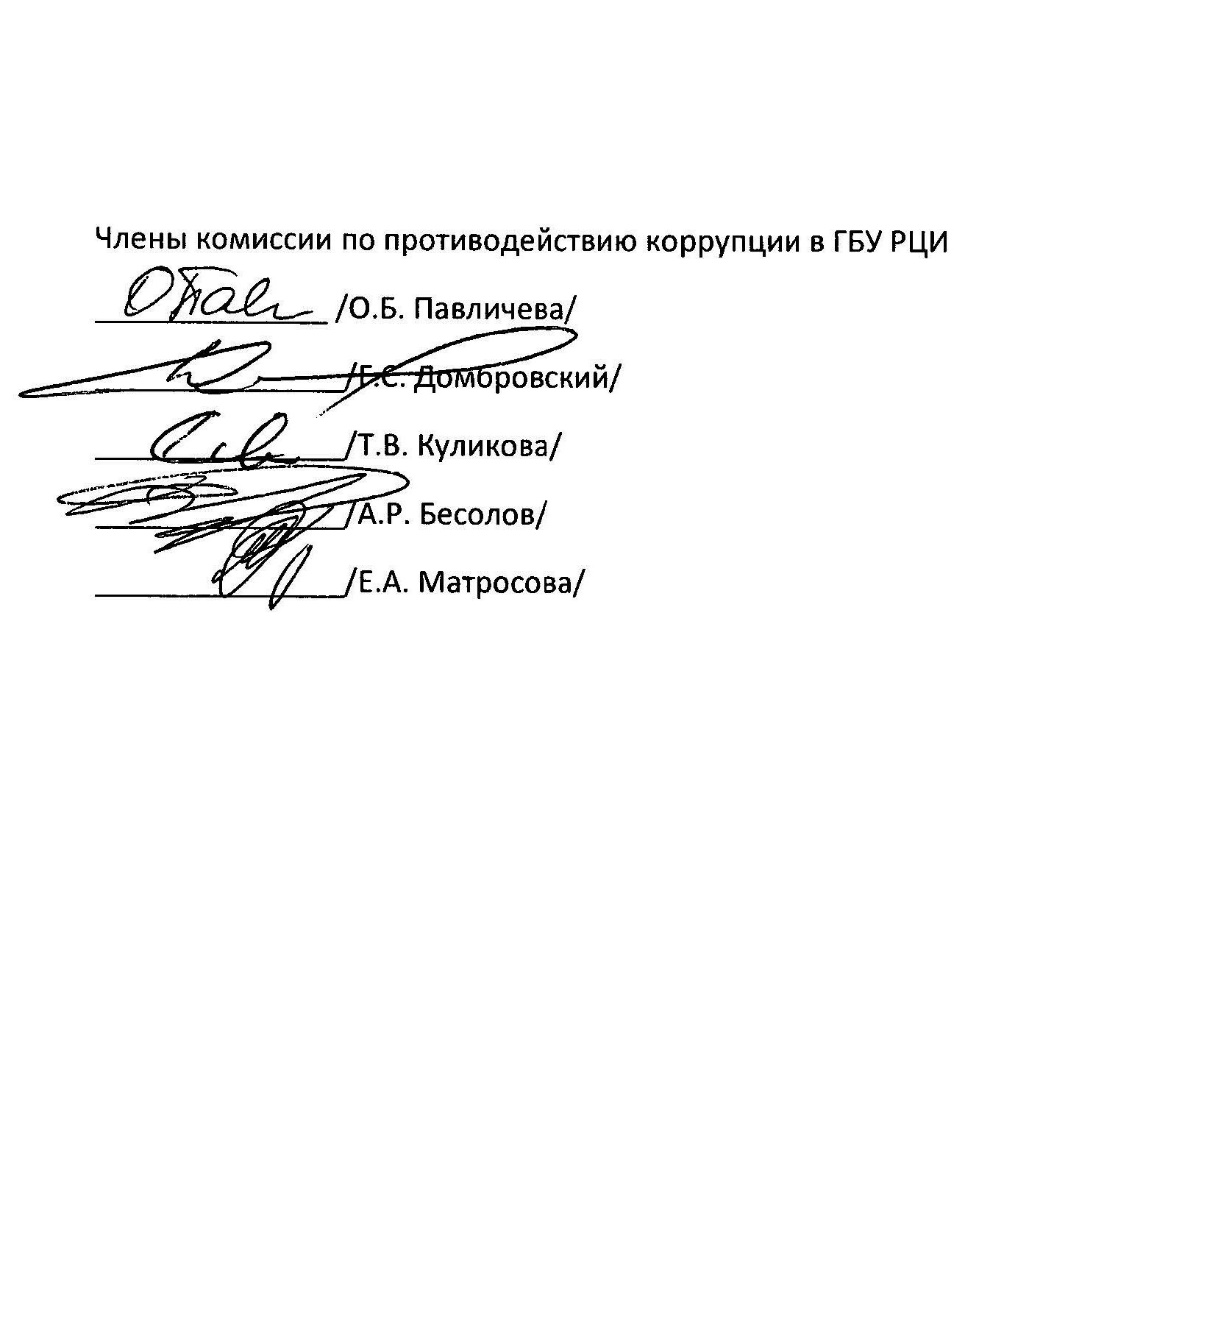 Члены комиссии по противодействию коррупции в ГБУ РЦИ
/О.Б. Павличева/
/Г.С. Домбровский/
/Т.В. Куликова/
/А.Р. Бесолов/
/Е.А. Матросова/